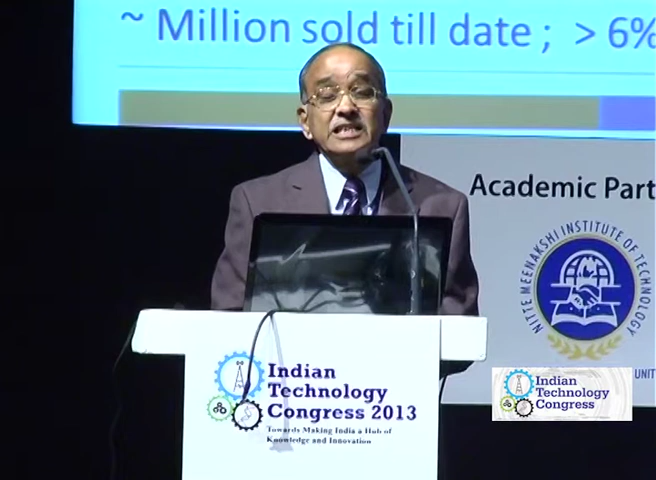 ~ Million sold till date ; > 6%
Academic Part
NITTE MEENAKSHI INSTITUTE OF TECHNOLOGY
Indian
Technology
Congress 2013
Towards Making India a Hub of
Knowledge and Innovation
Indian
Technology
Congress